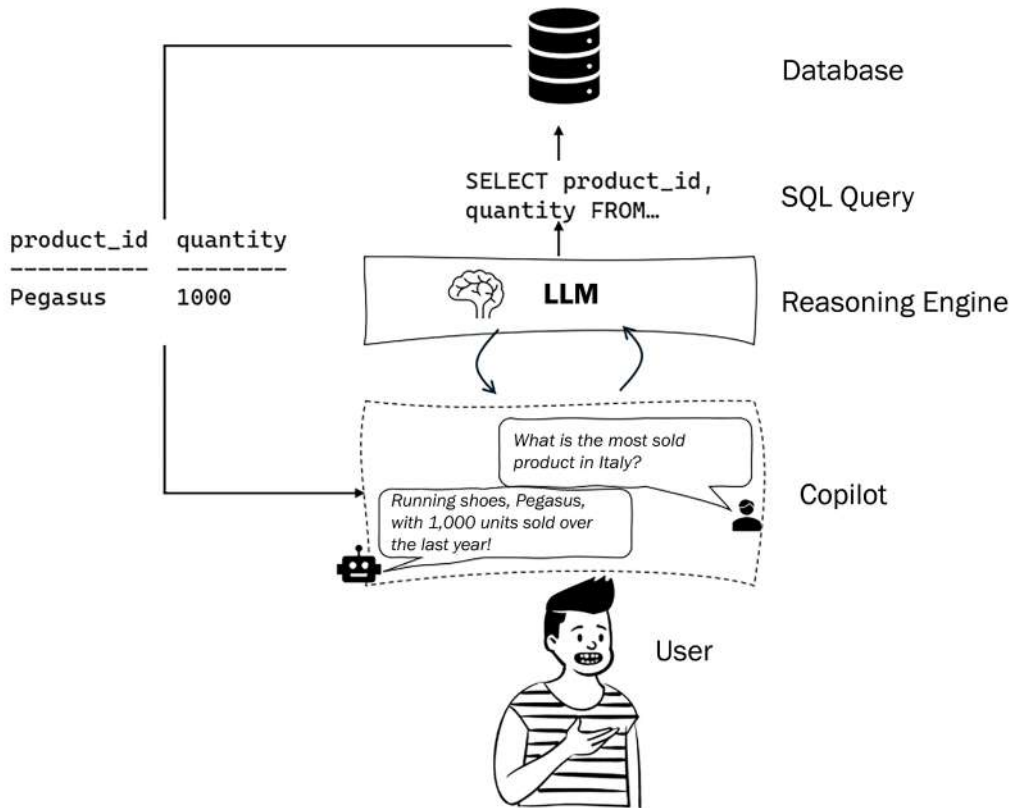 Database
SELECT product_id,
quantity FROM…
SQL Query
product_id quantity
---------- --------
Pegasus 1000
LLM
Reasoning Engine
What is the most sold
product in Italy?
Copilot
Running shoes, Pegasus,
with 1,000 units sold over
the last year!
User